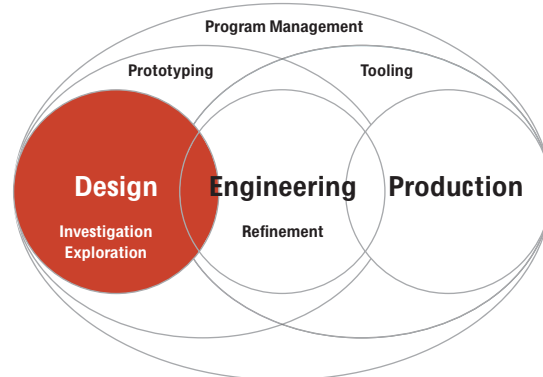 Program Management
Prototyping
Tooling
Design
Engineering
Production
Investigation
Exploration
Refinement